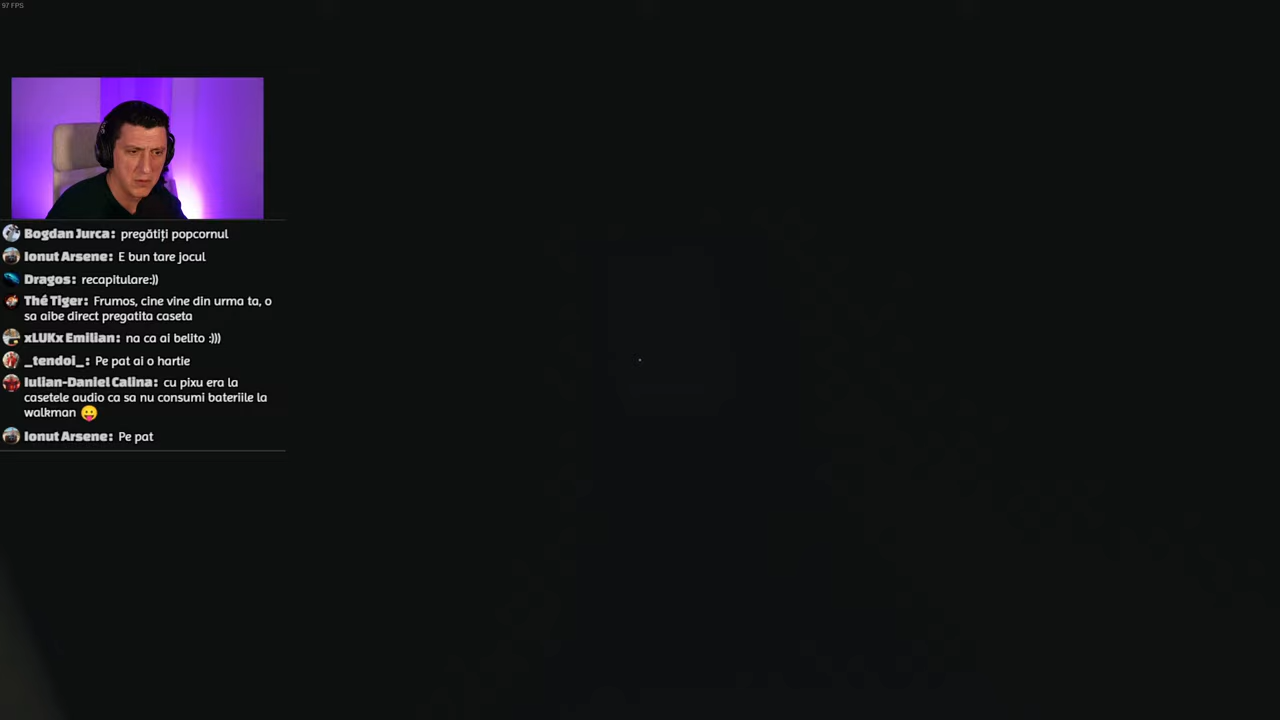 97 FPS
Bogdan Jurca: pregătiți popcornul
Ionut Arsene: E bun tare jocul
Dragos: recapitulare:))
Thé Tiger: Frumos, cine vine din urma ta, o
sa aibe direct pregatita caseta
xLUKx Emilian: na ca ai belito :)))
_tendoi_: Pe pat ai o hartie
Iulian-Daniel Calina: cu pixu era la
casetele audio ca sa nu consumi bateriile la
walkman 😛
Ionut Arsene: Pe pat